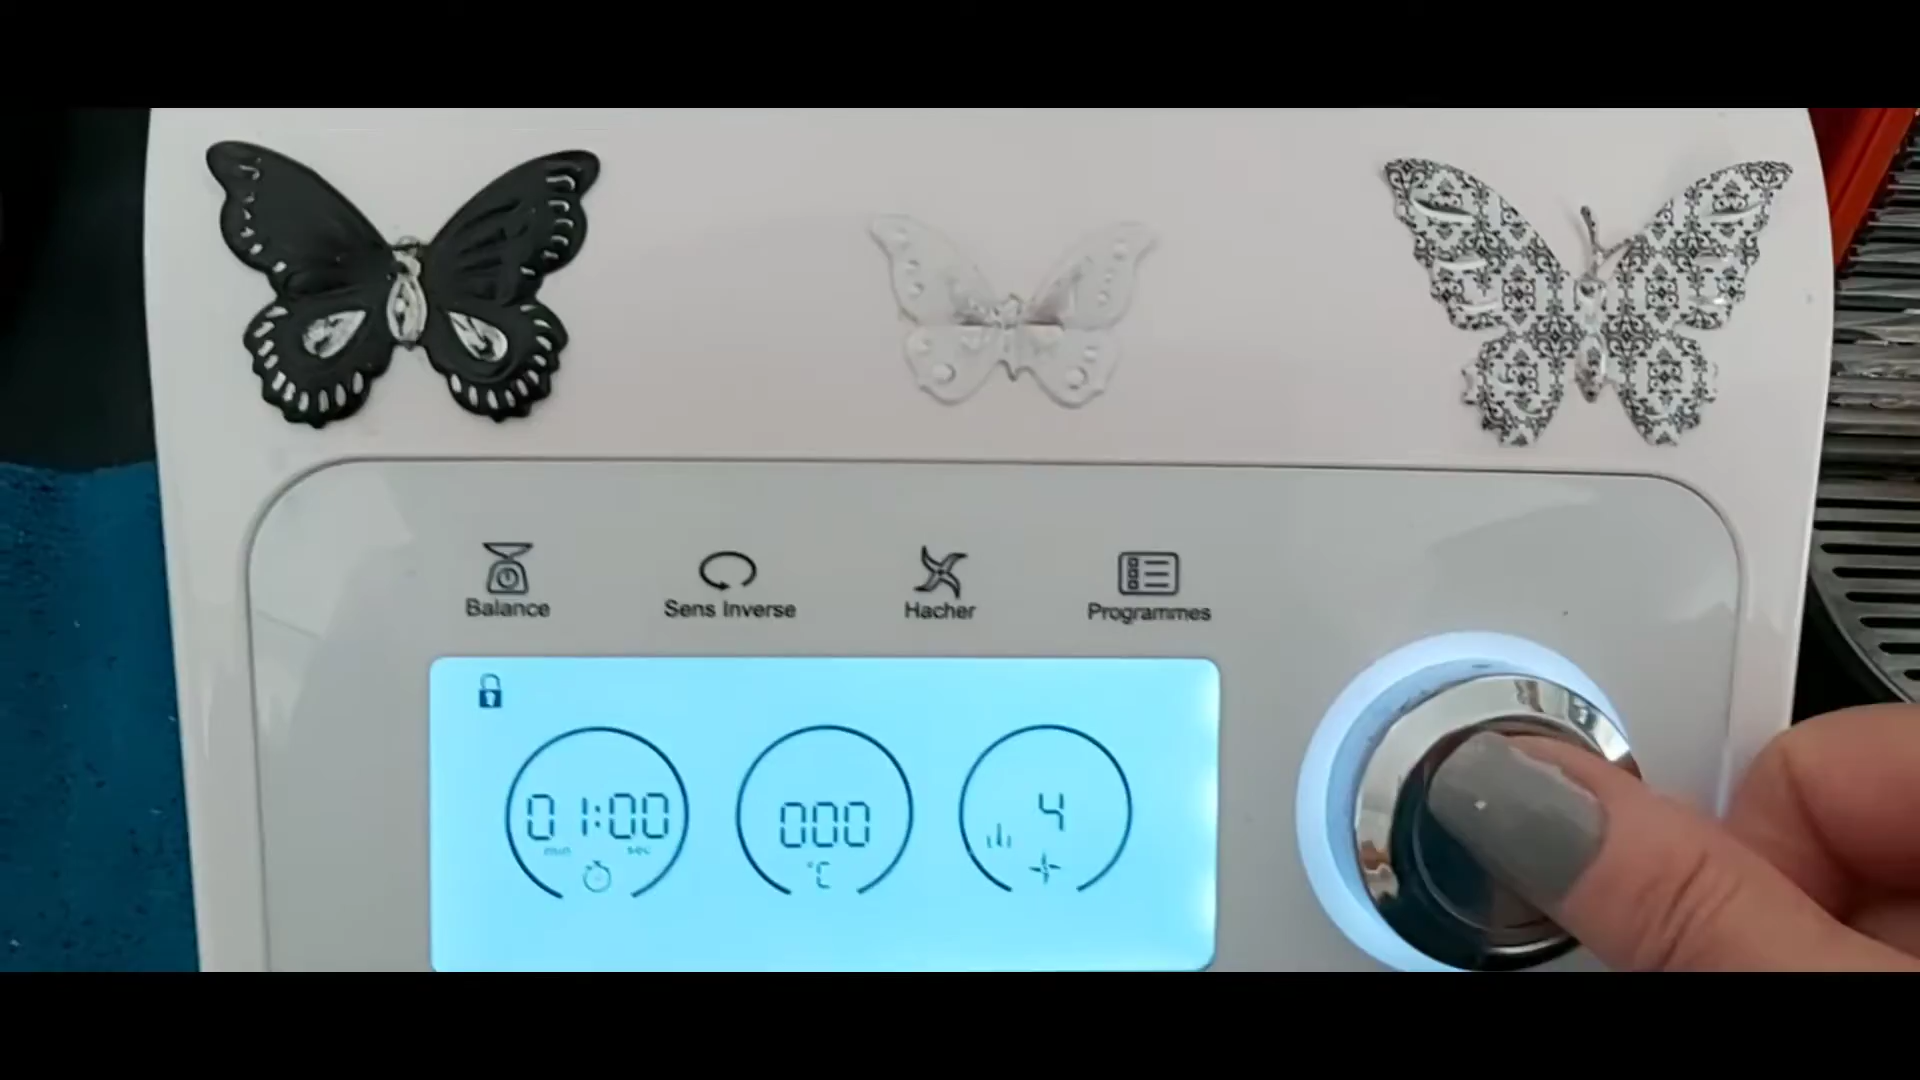 Balance
Sens Inverse
Hacher
Programmes
01:00
min sec
000
°C
4